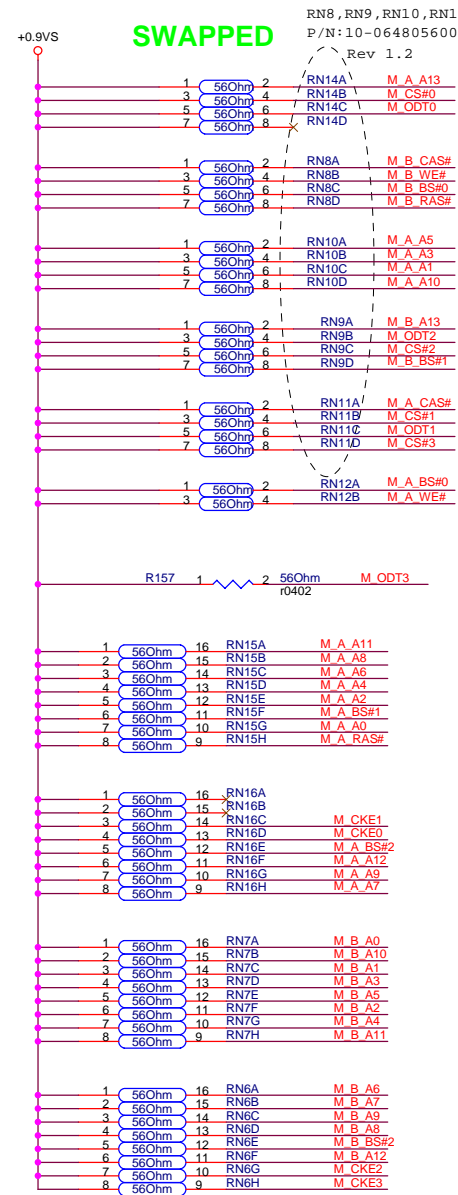 RN8,RN9,RN10,RN1
SWAPPED
P/N:10-064805600
+0.9VS
Rev 1.2
1 56Ohm 2 RN14A M_A_A13
3 56Ohm 4 RN14B M_CS#0
5 56Ohm 6 RN14C M_ODT0
7 56Ohm 8 RN14D
1 56Ohm 2 RN8A M_B_CAS#
3 56Ohm 4 RN8B M_B_WE#
5 56Ohm 6 RN8C M_B_BS#0
7 56Ohm 8 RN8D M_B_RAS#
1 56Ohm 2 RN10A M_A_A5
3 56Ohm 4 RN10B M_A_A3
5 56Ohm 6 RN10C M_A_A1
7 56Ohm 8 RN10D M_A_A10
1 56Ohm 2 RN9A M_B_A13
3 56Ohm 4 RN9B M_ODT2
5 56Ohm 6 RN9C M_CS#2
7 56Ohm 8 RN9D M_B_BS#1
1 56Ohm 2 RN11A M_A_CAS#
3 56Ohm 4 RN11B M_CS#1
5 56Ohm 6 RN11C M_ODT1
7 56Ohm 8 RN11D M_CS#3
1 56Ohm 2 RN12A M_A_BS#0
3 56Ohm 4 RN12B M_A_WE#
R157 1 2 56Ohm M_ODT3
r0402
1 56Ohm 16 RN15A M_A_A11
2 56Ohm 15 RN15B M_A_A8
3 56Ohm 14 RN15C M_A_A6
4 56Ohm 13 RN15D M_A_A4
5 56Ohm 12 RN15E M_A_A2
6 56Ohm 11 RN15F M_A_BS#1
7 56Ohm 10 RN15G M_A_A0
8 56Ohm 9 RN15H M_A_RAS#
1 56Ohm 16 RN16A
2 56Ohm 15 RN16B
3 56Ohm 14 RN16C M_CKE1
4 56Ohm 13 RN16D M_CKE0
5 56Ohm 12 RN16E M_A_BS#2
6 56Ohm 11 RN16F M_A_A12
7 56Ohm 10 RN16G M_A_A9
8 56Ohm 9 RN16H M_A_A7
1 56Ohm 16 RN7A M_B_A0
2 56Ohm 15 RN7B M_B_A10
3 56Ohm 14 RN7C M_B_A1
4 56Ohm 13 RN7D M_B_A3
5 56Ohm 12 RN7E M_B_A5
6 56Ohm 11 RN7F M_B_A2
7 56Ohm 10 RN7G M_B_A4
8 56Ohm 9 RN7H M_B_A11
1 56Ohm 16 RN6A M_B_A6
2 56Ohm 15 RN6B M_B_A7
3 56Ohm 14 RN6C M_B_A9
4 56Ohm 13 RN6D M_B_A8
5 56Ohm 12 RN6E M_B_BS#2
6 56Ohm 11 RN6F M_B_A12
7 56Ohm 10 RN6G M_CKE2
8 56Ohm 9 RN6H M_CKE3